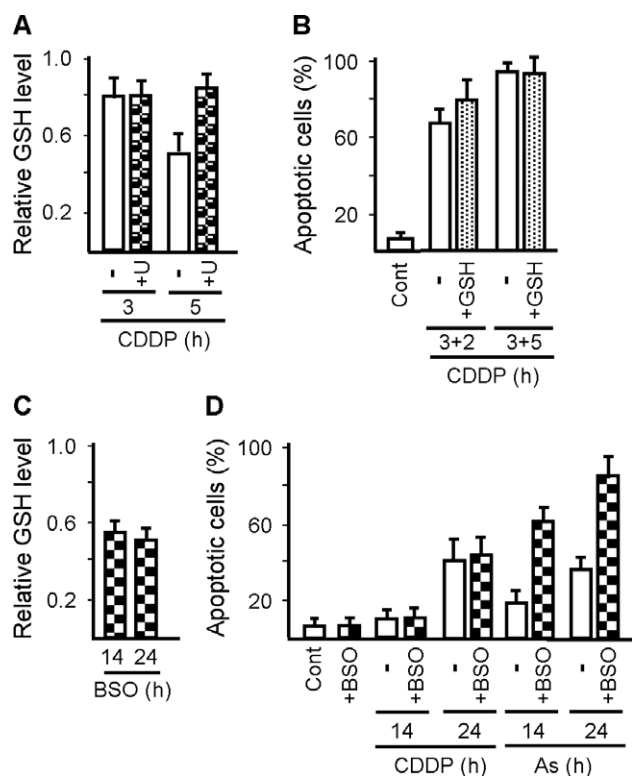 A
Relative GSH level
1.0
0.6
0.2
- +U - +U
3 5
CDDP (h)
B
Apoptotic cells (%)
100
60
20
Cont - +GSH - +GSH
3+2 3+5
CDDP (h)
C
Relative GSH level
1.0
0.6
0.2
14 24
BSO (h)
D
Apoptotic cells (%)
100
60
20
Cont +BSO - +BSO - +BSO - +BSO - +BSO
14 24 14 24
CDDP (h) As (h)